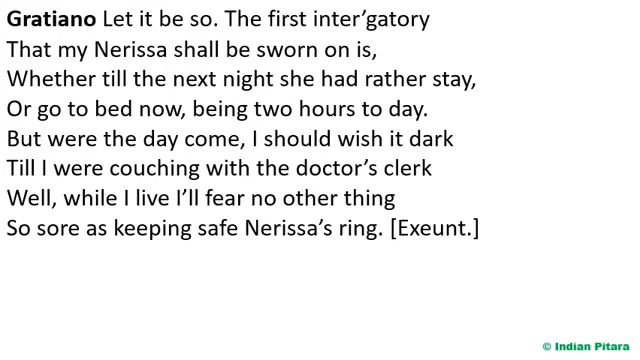 Gratiano Let it be so. The first inter’gatory
That my Nerissa shall be sworn on is,
Whether till the next night she had rather stay,
Or go to bed now, being two hours to day.
But were the day come, I should wish it dark
Till I were couching with the doctor’s clerk
Well, while I live I’ll fear no other thing
So sore as keeping safe Nerissa’s ring. [Exeunt.]
© Indian Pitara